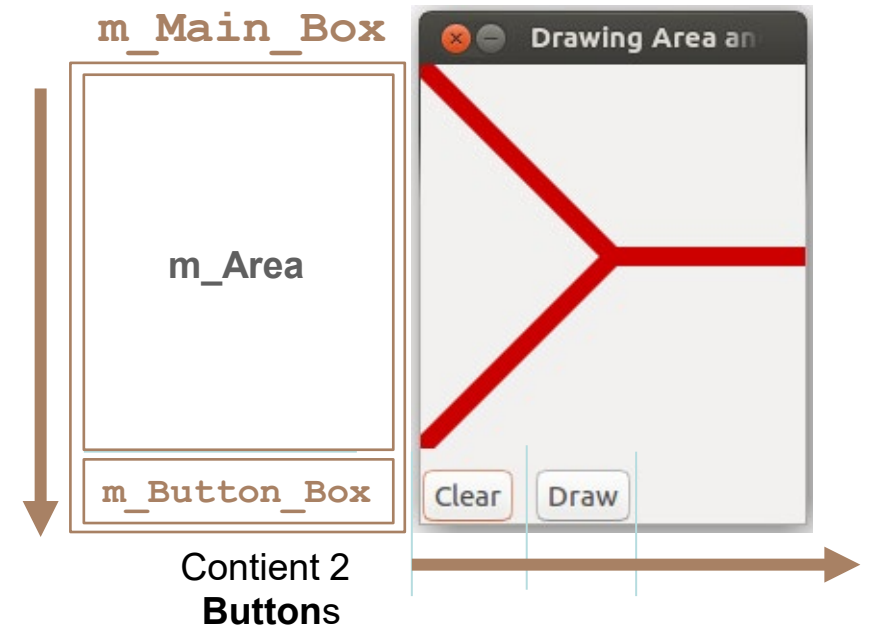 m_Main_Box
Drawing Area an
m_Area
m_Button_Box
Clear
Draw
Contient 2
Buttons